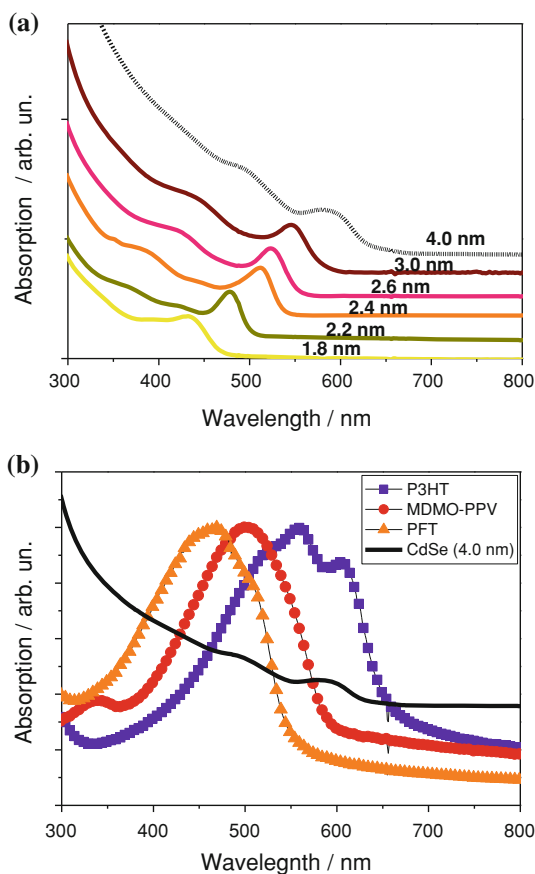 (a)
Absorption / arb. un.
4.0 nm
3.0 nm
2.6 nm
2.4 nm
2.2 nm
1.8 nm
300 400 500 600 700 800
Wavelength / nm
(b)
P3HT
MDMO-PPV
PFT
CdSe (4.0 nm)
Absorption / arb. un.
300 400 500 600 700 800
Wavelegnth / nm